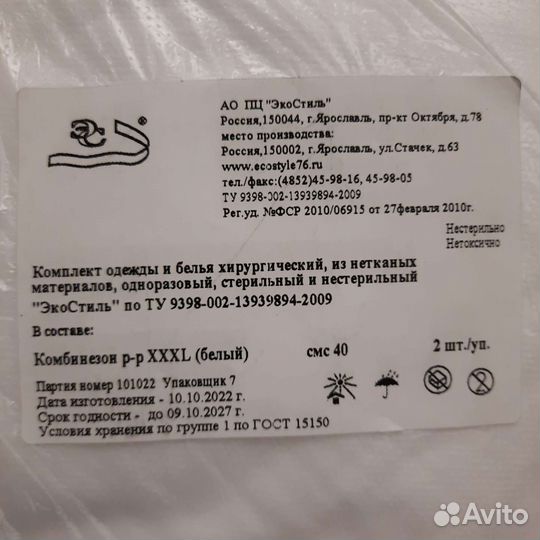 АО ПЦ "ЭкоСтиль"
Россия,150044, г.Ярославль, пр-кт Октября, д.78
место производства:
Россия,150002, г.Ярославль, ул.Стачек, д.63
www.ecostyle76.ru
тел./факс:(4852)45-98-16, 45-98-05
ТУ 9398-002-13939894-2009
Рег.уд. №ФСР 2010/06915 от 27февраля 2010г.
®
Нестерильно
Нетоксично
Комплект одежды и белья хирургический, из нетканых
материалов, одноразовый, стерильный и нестерильный
"ЭкоСтиль" по ТУ 9398-002-13939894-2009
В составе:
Комбинезон р-р XXXL (белый) смс 40 2 шт./уп.
Партия номер 101022 Упаковщик 7
Дата изготовления - 10.10.2022 г.
Срок годности - до 09.10.2027 г.
Условия хранения по группе 1 по ГОСТ 15150
2
Avito